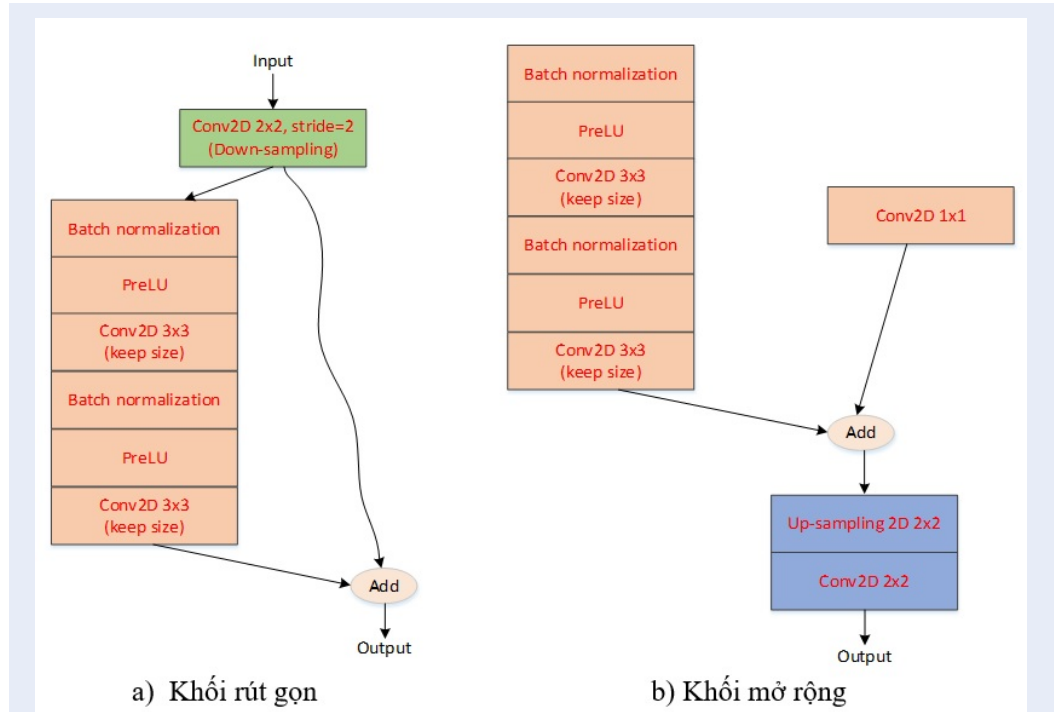 Input
Conv2D 2x2, stride=2
(Down-sampling)
Batch normalization
PreLU
Conv2D 3x3
(keep size)
Batch normalization
PreLU
Conv2D 3x3
(keep size)
Add
Output
a) Khối rút gọn
Batch normalization
PreLU
Conv2D 3x3
(keep size)
Batch normalization
PreLU
Conv2D 3x3
(keep size)
Conv2D 1x1
Add
Up-sampling 2D 2x2
Conv2D 2x2
Output
b) Khối mở rộng